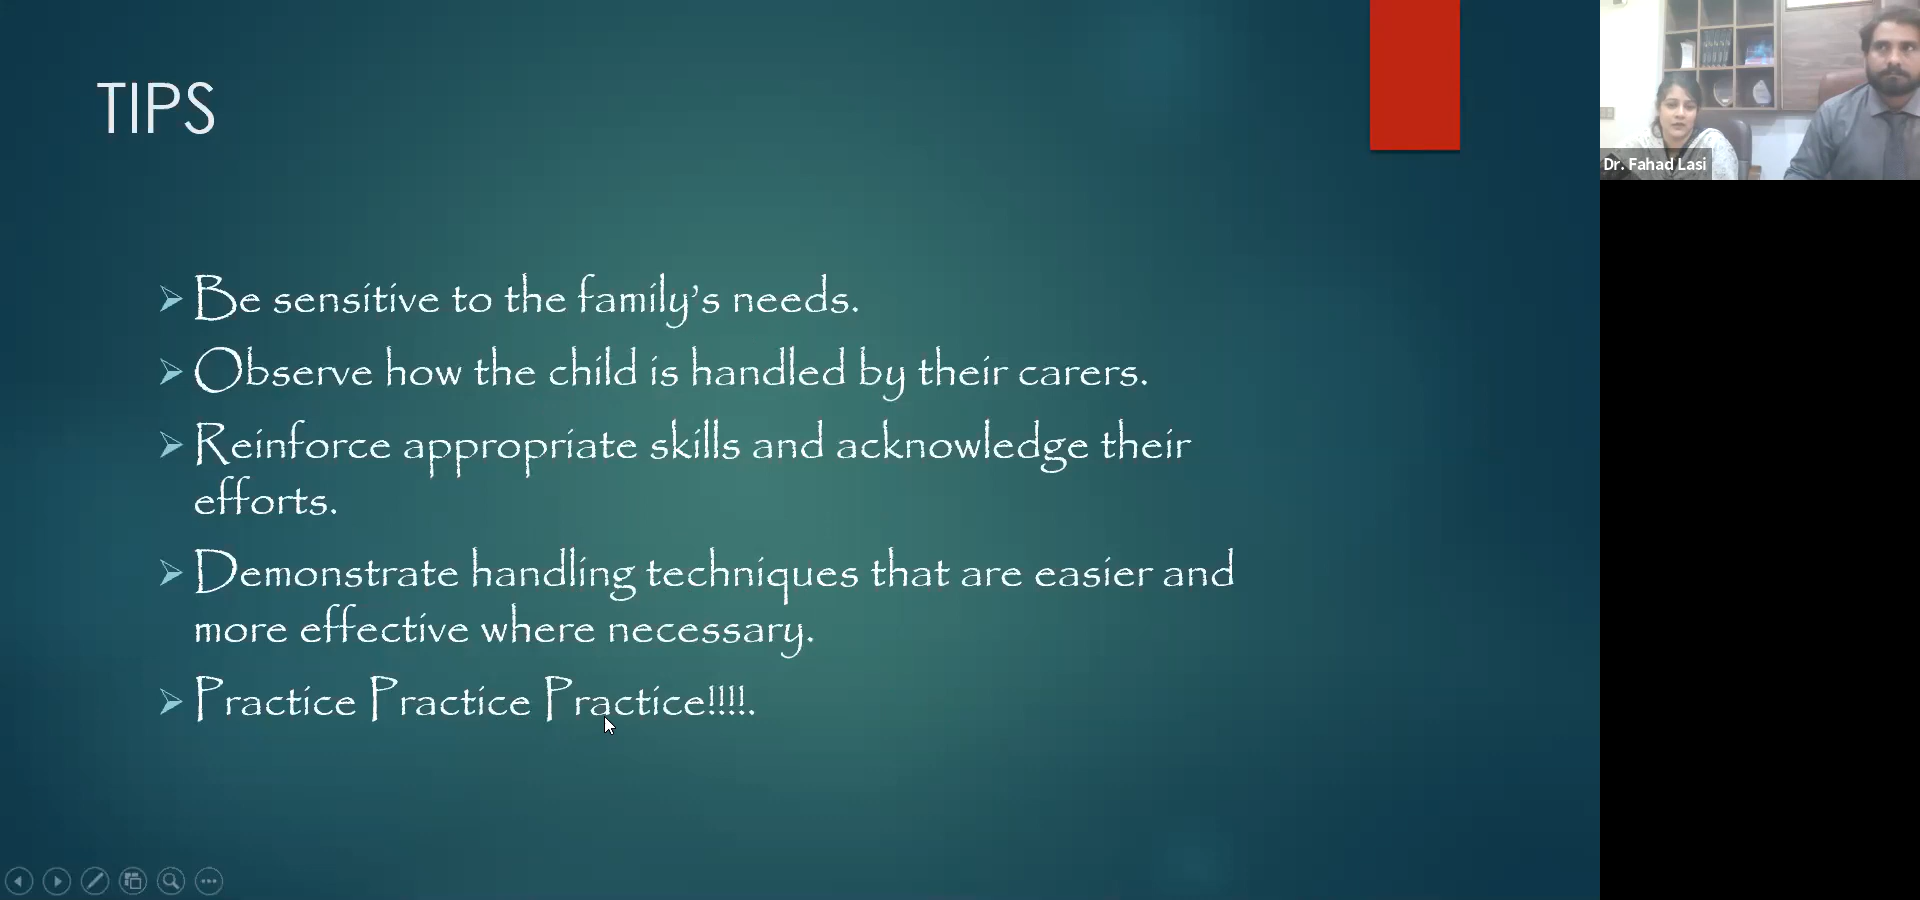 TIPS
Be sensitive to the family's needs.
Observe how the child is handled by their carers.
Reinforce appropriate skills and acknowledge their
efforts.
Demonstrate handling techniques that are easier and
more effective where necessary.
Practice Practice Practice!!!!.
Dr. Fahad Lasi